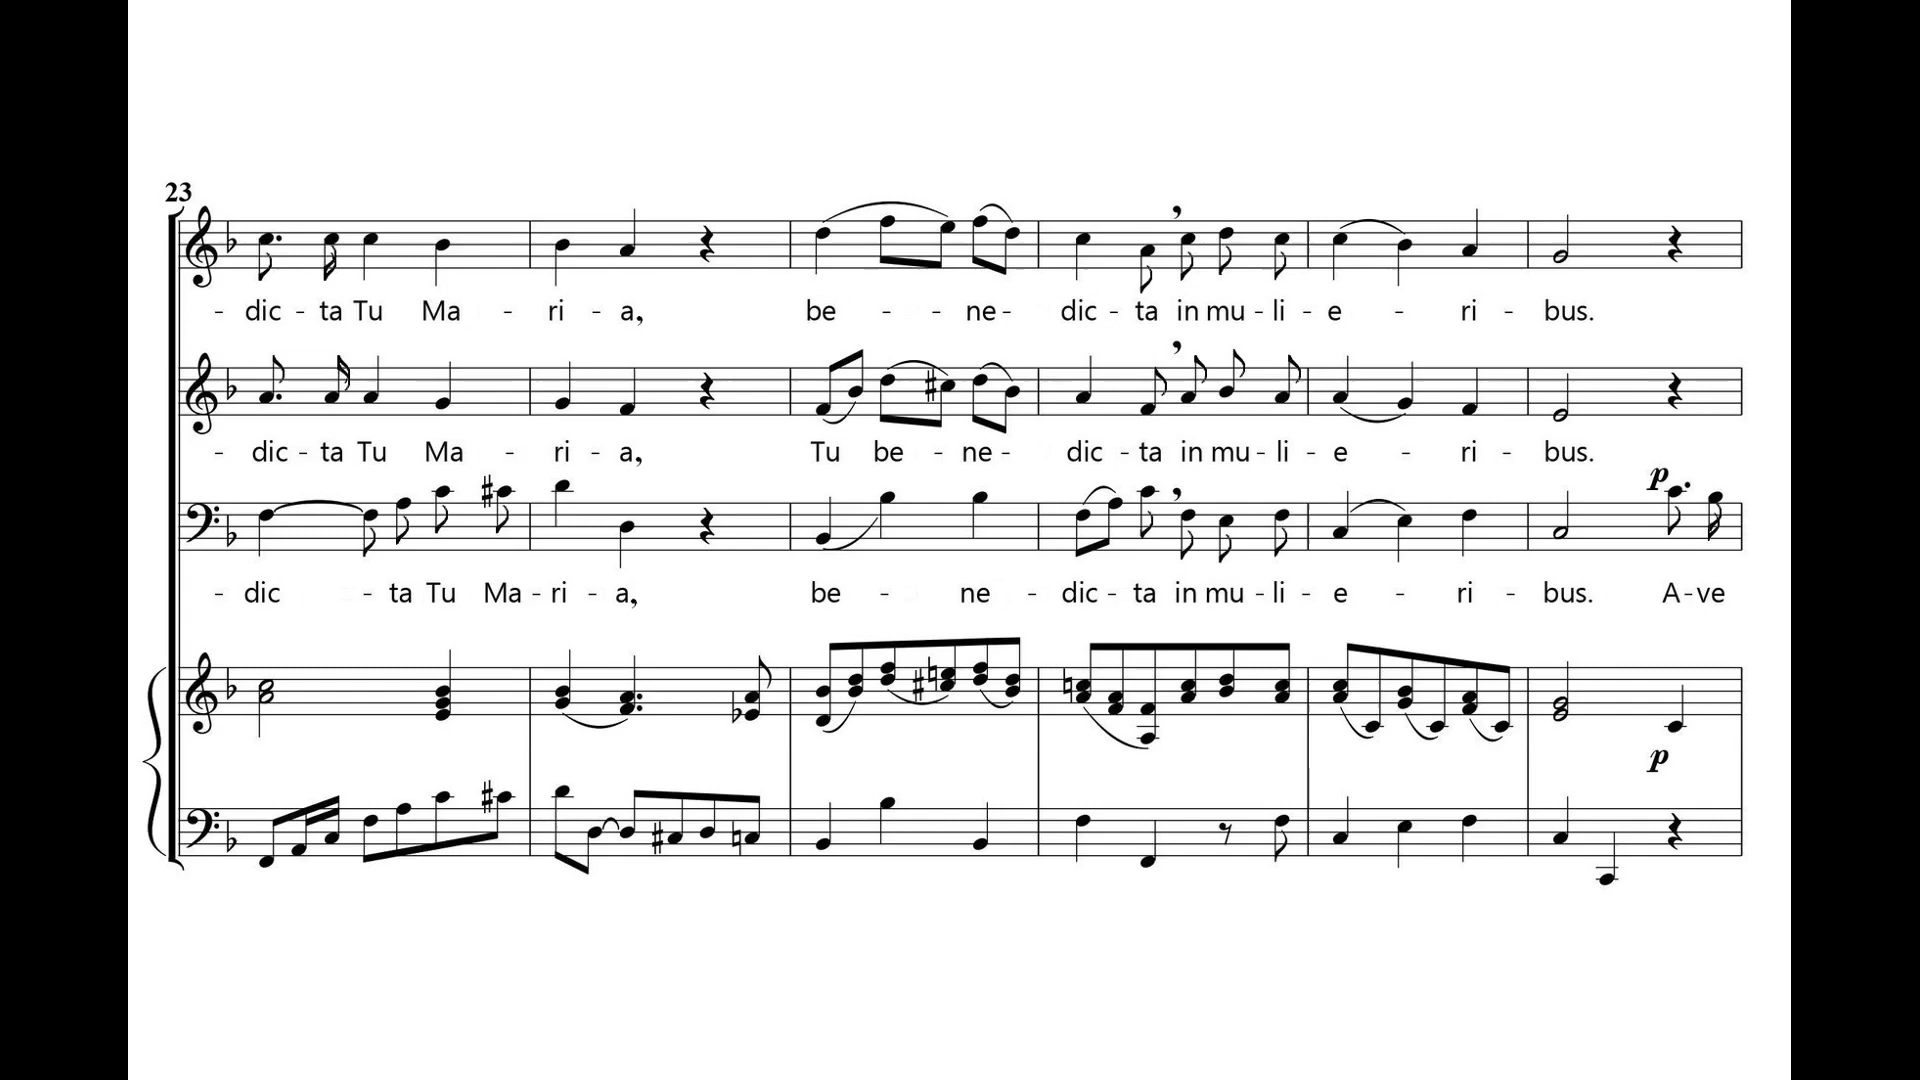 23
- dic - ta Tu Ma - ri - a, be - - ne - dic - ta in mu - li - e - ri - bus.
- dic - ta Tu Ma - ri - a, Tu be - ne - dic - ta in mu - li - e - ri - bus.
p
- dic - ta Tu Ma - ri - a, be - ne - dic - ta in mu - li - e - ri - bus. A - ve
p